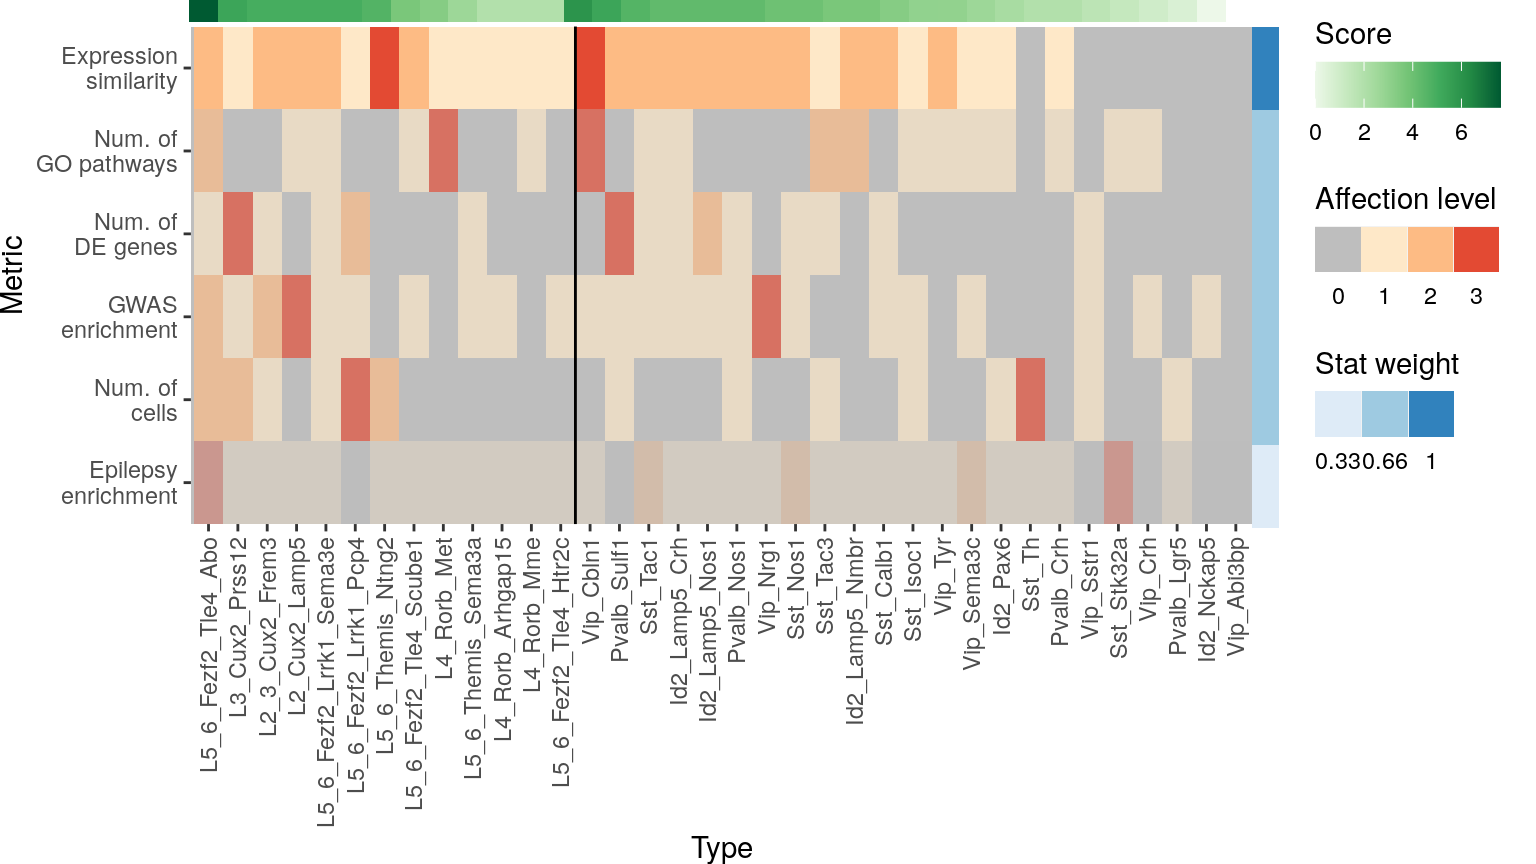 Expression
similarity
Num. of
GO pathways
Num. of
DE genes
GWAS
enrichment
Num. of
cells
Epilepsy
enrichment
Metric
L5_6_Fezf2_Tle4_Abo
L3_Cux2_Prss12
L2_3_Cux2_Frem3
L2_Cux2_Lamp5
L5_6_Fezf2_Lrrk1_Sema3e
L5_6_Fezf2_Lrrk1_Pcp4
L5_6_Themis_Ntng2
L5_6_Fezf2_Tle4_Scube1
L4_Rorb_Met
L5_6_Themis_Sema3a
L4_Rorb_Arhgap15
L4_Rorb_Mme
L5_6_Fezf2_Tle4_Htr2c
Vip_Cbln1
Pvalb_Sulf1
Sst_Tac1
Id2_Lamp5_Crh
Id2_Lamp5_Nos1
Pvalb_Nos1
Vip_Nrg1
Sst_Nos1
Sst_Tac3
Id2_Lamp5_Nmbr
Sst_Calb1
Sst_Isoc1
Vip_Tyr
Vip_Sema3c
Id2_Pax6
Sst_Th
Pvalb_Crh
Vip_Sstr1
Sst_Stk32a
Vip_Crh
Pvalb_Lgr5
Id2_Nckap5
Vip_Abi3bp
Type
Score
0 2 4 6
Affection level
0 1 2 3
Stat weight
0.33 0.66 1